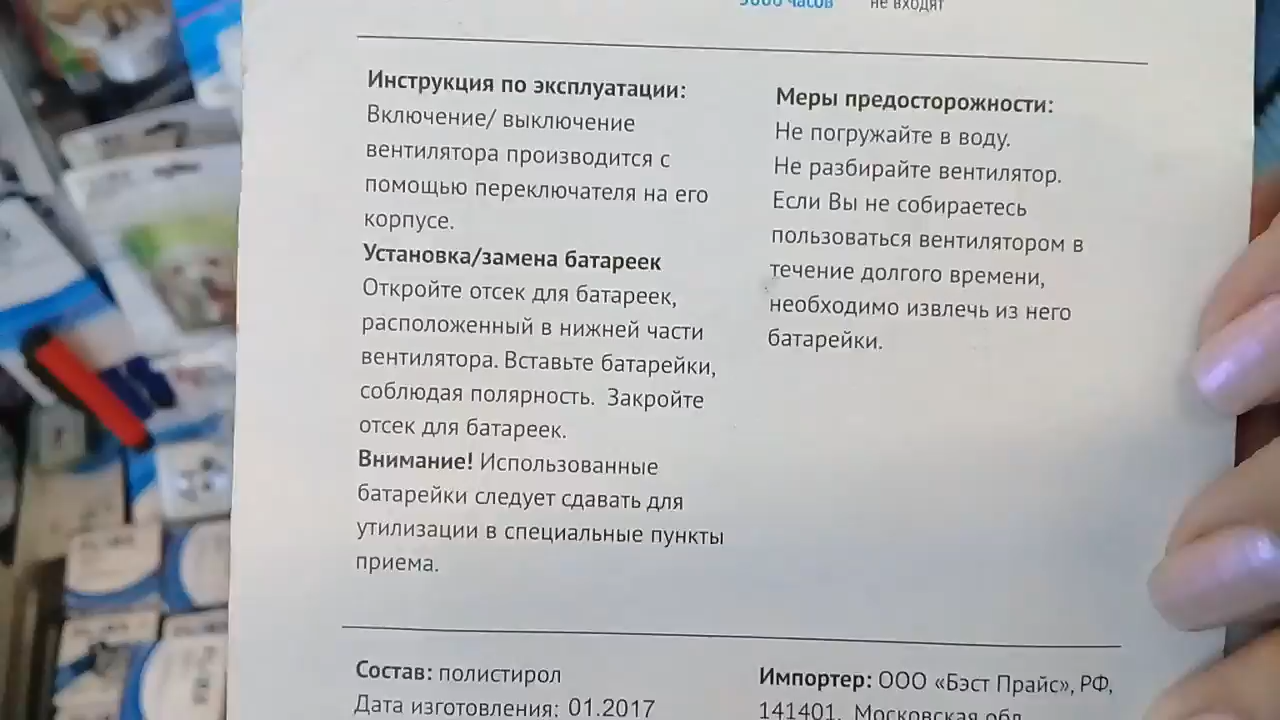 5000 часов
не входят
Инструкция по эксплуатации:
Включение/ выключение
вентилятора производится с
помощью переключателя на его
корпусе.
Установка/замена батареек
Откройте отсек для батареек,
расположенный в нижней части
вентилятора. Вставьте батарейки,
соблюдая полярность. Закройте
отсек для батареек.
Внимание! Использованные
батарейки следует сдавать для
утилизации в специальные пункты
приема.
Меры предосторожности:
Не погружайте в воду.
Не разбирайте вентилятор.
Если Вы не собираетесь
пользоваться вентилятором в
течение долгого времени,
необходимо извлечь из него
батарейки.
Состав: полистирол
Дата изготовления: 01.2017
Импортер: ООО «Бэст Прайс», РФ,
141401, Московская обл